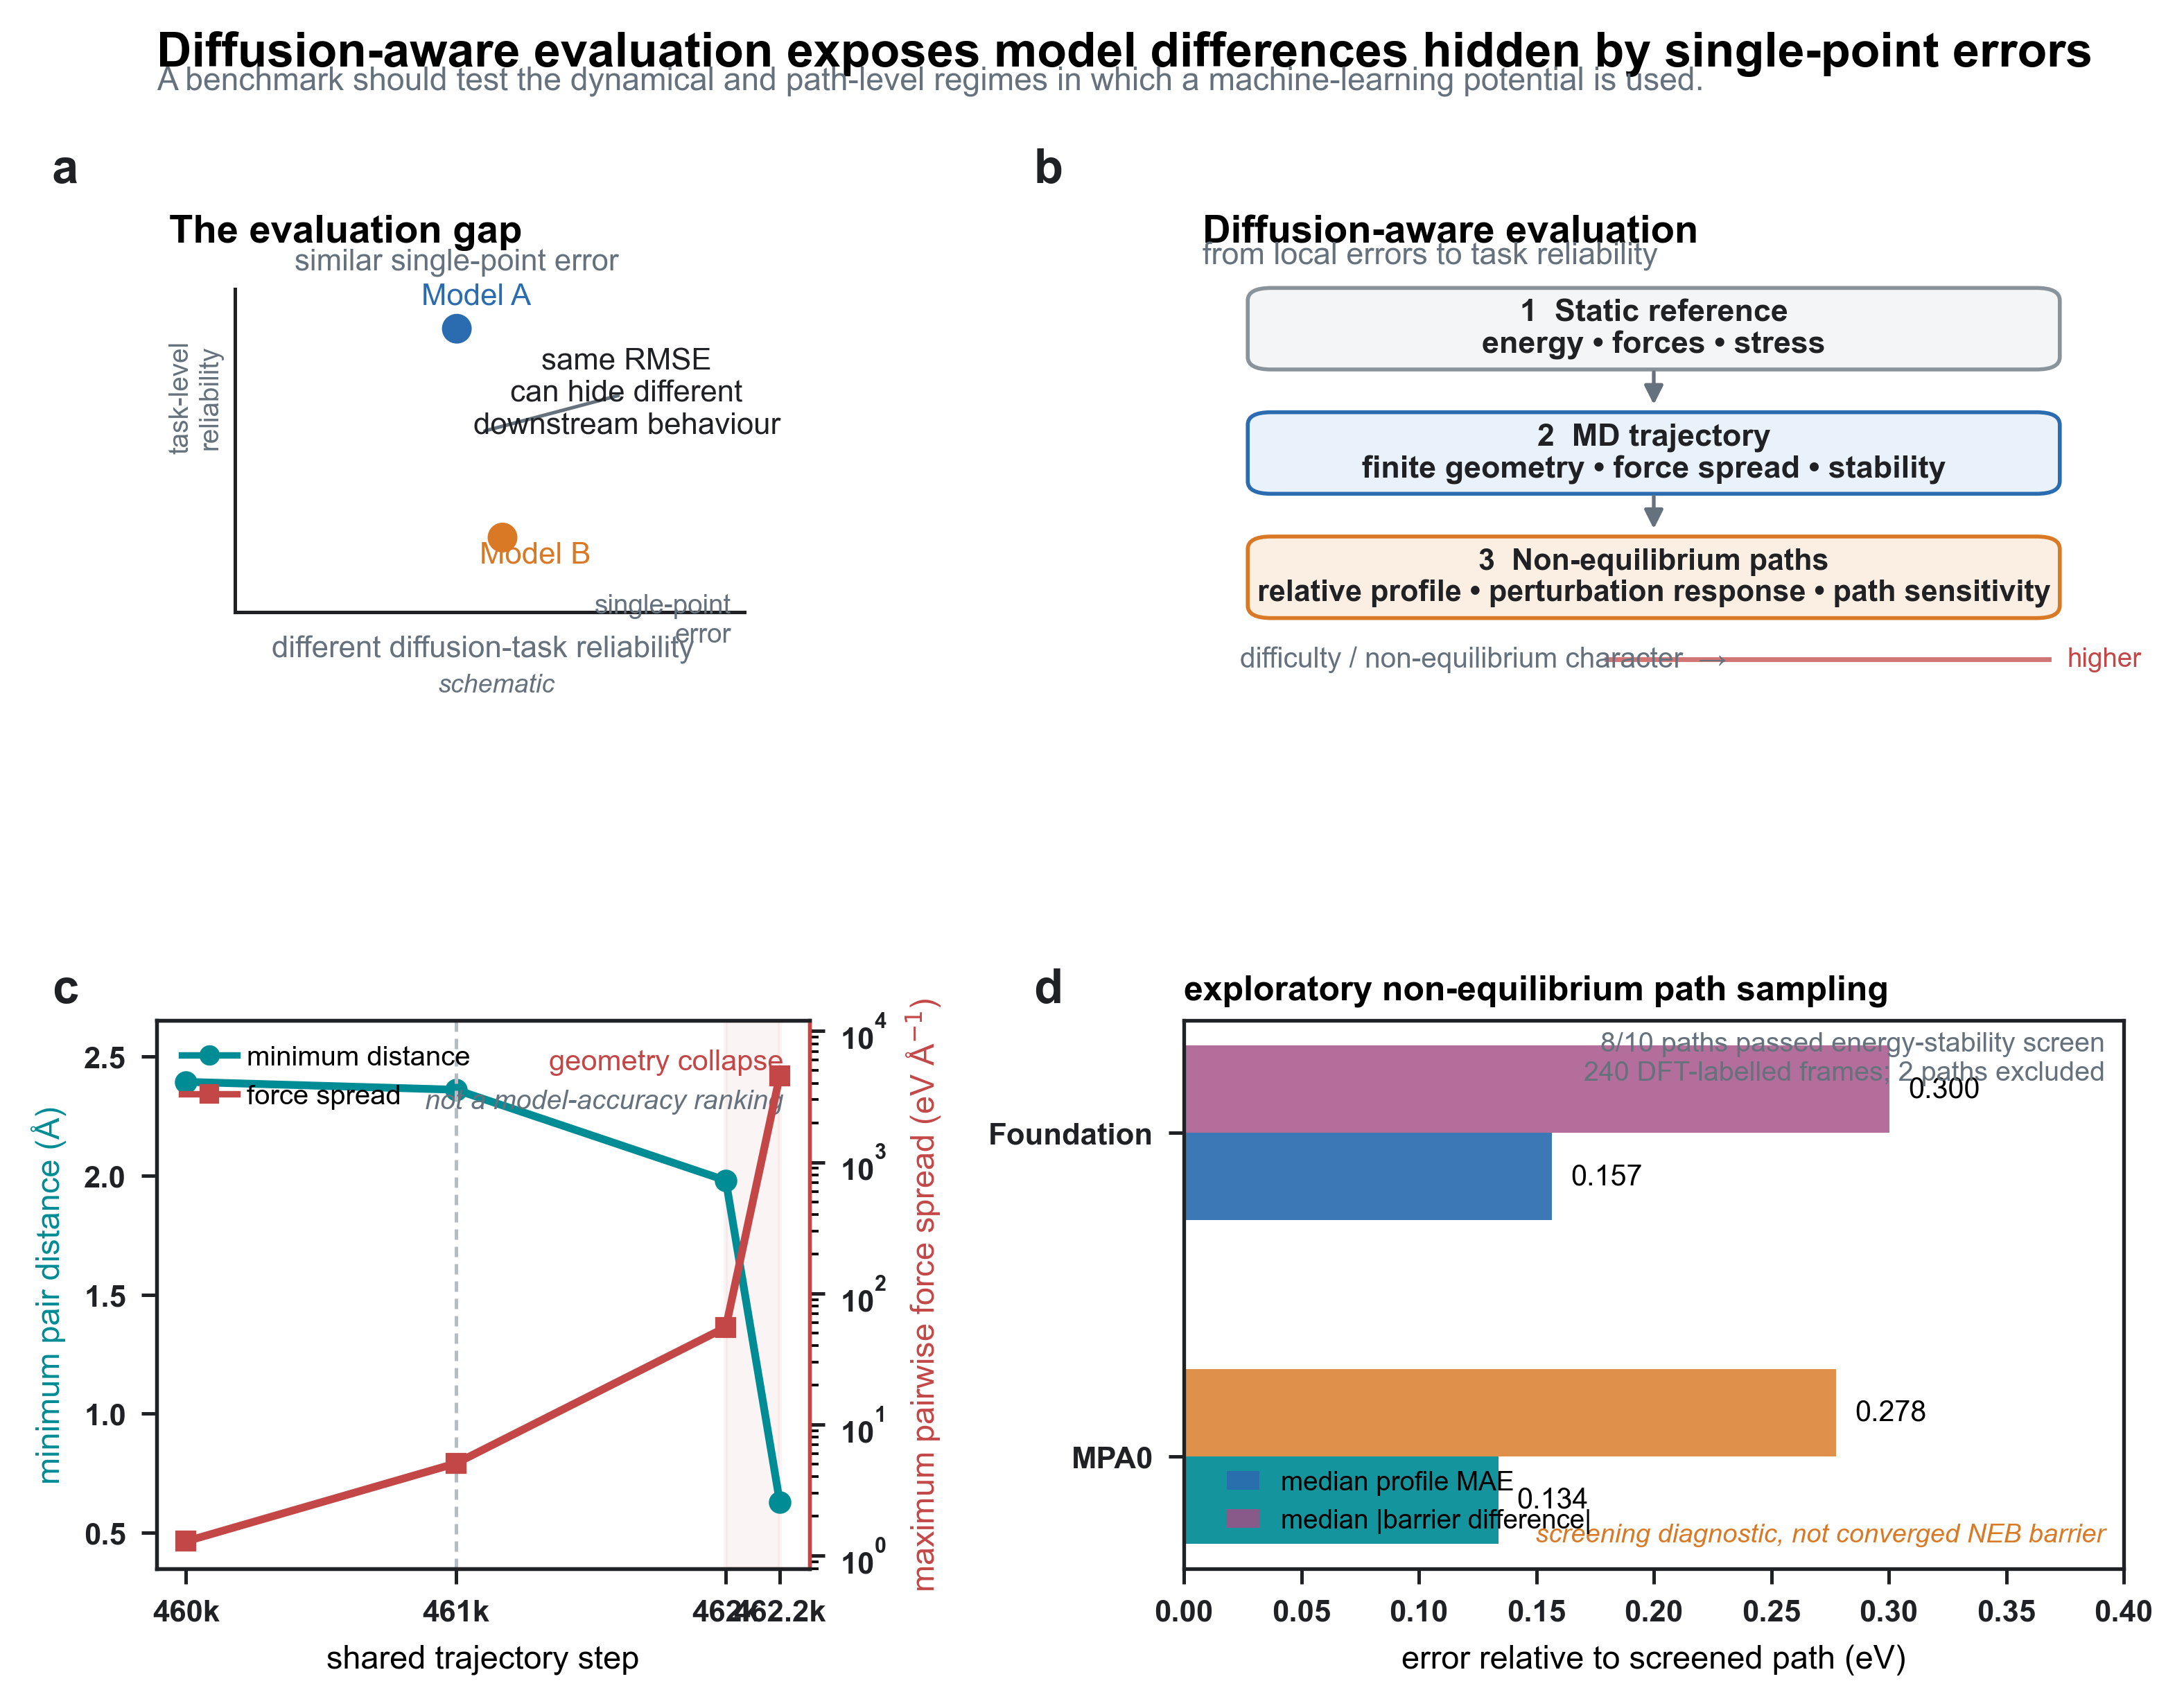 Diffusion-aware evaluation exposes model differences hidden by single-point errors
A benchmark should test the dynamical and path-level regimes in which a machine-learning potential is used.
a
The evaluation gap
similar single-point error
Model A
same RMSE
can hide different
downstream behaviour
task-level
reliability
Model B
single-point
error
different diffusion-task reliability
schematic
b
Diffusion-aware evaluation
from local errors to task reliability
1 Static reference
energy • forces • stress
2 MD trajectory
finite geometry • force spread • stability
3 Non-equilibrium paths
relative profile • perturbation response • path sensitivity
difficulty / non-equilibrium character →
higher
c
minimum distance
force spread
geometry collapse
not a model-accuracy ranking
minimum pair distance (Å)
2.5
2.0
1.5
1.0
0.5
10⁴
10³
10²
10¹
10⁰
maximum pairwise force spread (eV Å⁻¹)
460k
461k
462k
462.2k
shared trajectory step
d
exploratory non-equilibrium path sampling
8/10 paths passed energy-stability screen
240 DFT-labelled frames; 2 paths excluded
0.300
Foundation
0.157
0.278
MPA0
0.134
median profile MAE
median |barrier difference|
screening diagnostic, not converged NEB barrier
0.00
0.05
0.10
0.15
0.20
0.25
0.30
0.35
0.40
error relative to screened path (eV)